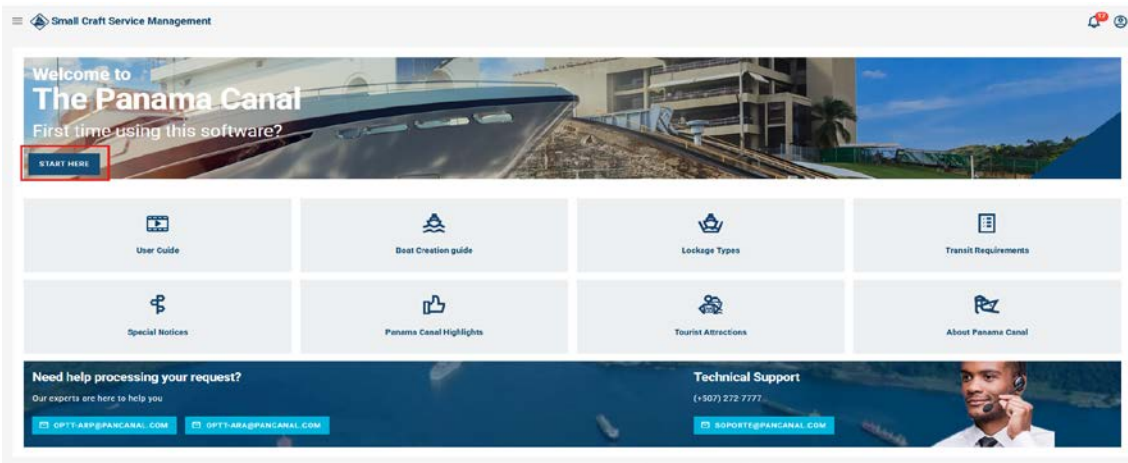 Small Craft Service Management
17
Welcome to
The Panama Canal
First time using this software?
START HERE
User Guide
Boat Creation guide
Lockage Types
Transit Requirements
Special Notices
Panama Canal Highlights
Tourist Attractions
About Panama Canal
Need help processing your request?
Our experts are here to help you
OPTT-ARP@PANCANAL.COM
OPTT-ARA@PANCANAL.COM
Technical Support
(+507) 272 7777
SOPORTE@PANCANAL.COM